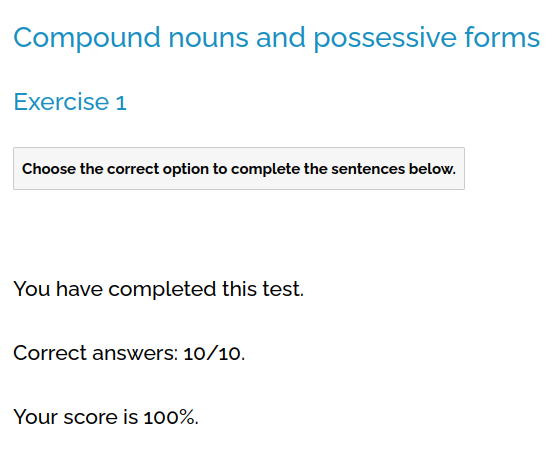 Compound nouns and possessive forms
Exercise 1
Choose the correct option to complete the sentences below.
You have completed this test.
Correct answers: 10/10.
Your score is 100%.